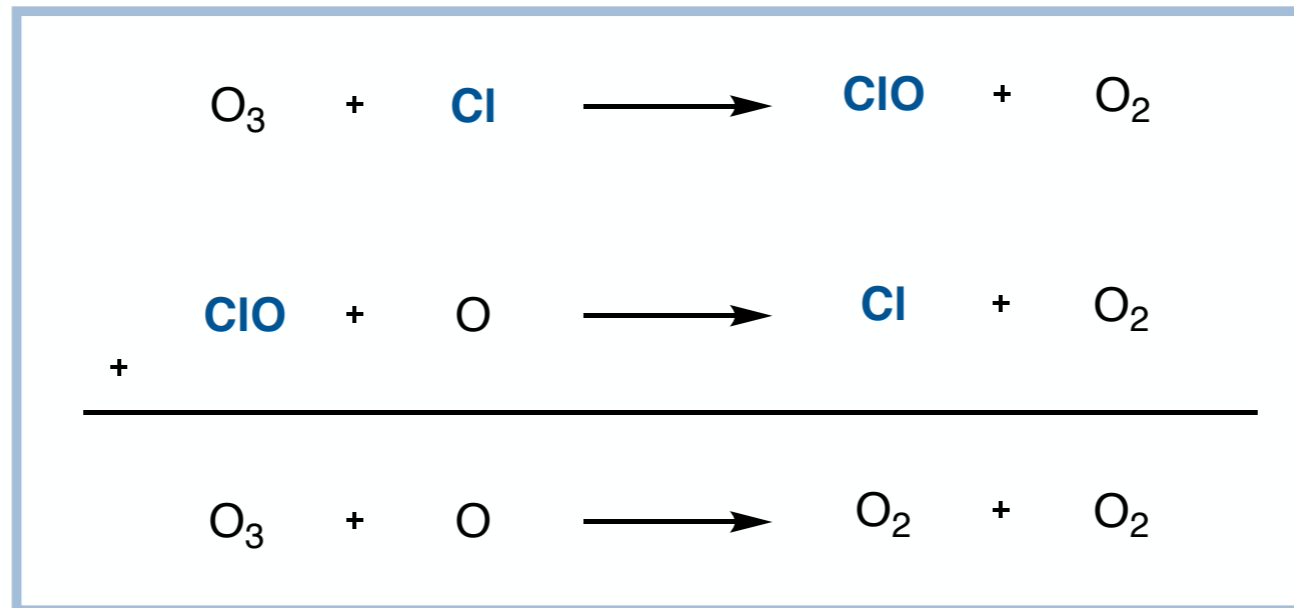 O₃ + Cl ⟶ ClO + O₂
ClO + O ⟶ Cl + O₂
+
O₃ + O ⟶ O₂ + O₂